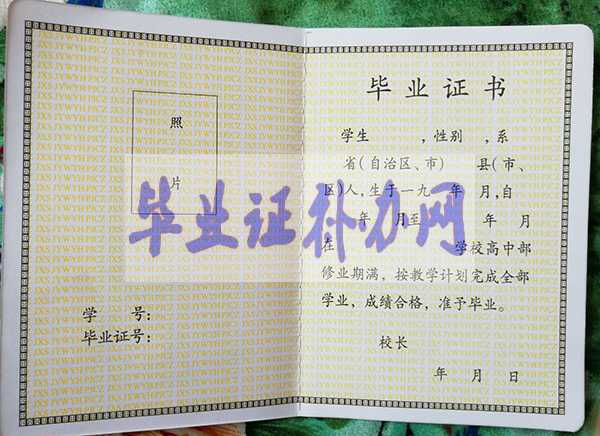 照
片
学 号:
毕业证号:
毕业证书
学生 ,性别 ,系
省(自治区、市) 县(市、
区)人,生于一九 年 月,自
年 月至 年 月
在 学校高中部
修业期满,按教学计划完成全部
学业,成绩合格,准予毕业。
校长
年 月 日
毕业证补办网